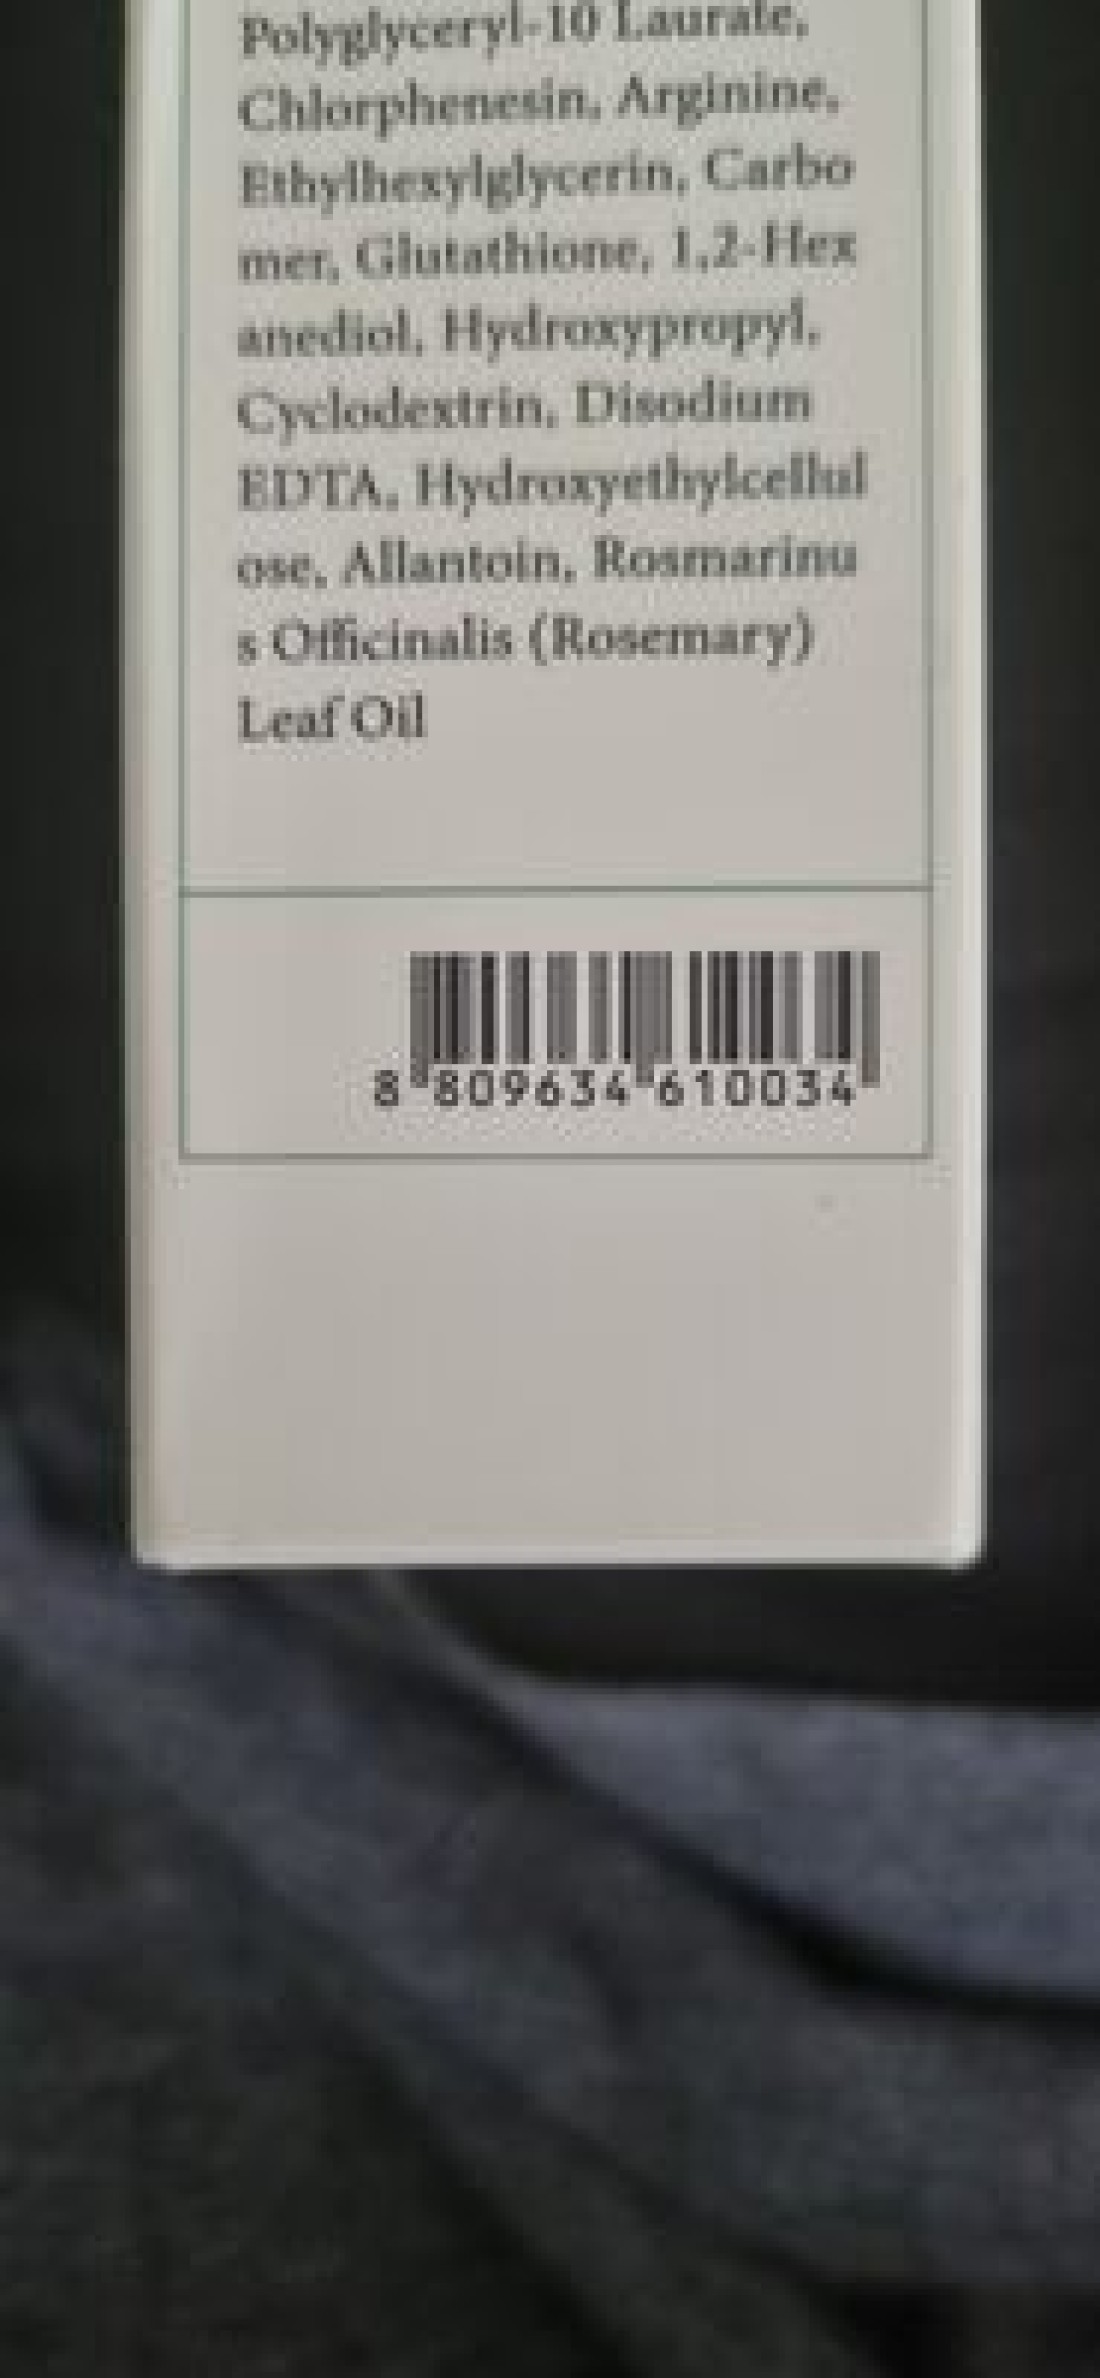 Polyglyceryl-10 Laurate,
Chlorphenesin, Arginine,
Ethylhexylglycerin, Carbo
mer, Glutathione, 1,2-Hex
anediol, Hydroxypropyl,
Cyclodextrin, Disodium
EDTA, Hydroxyethylcellul
ose, Allantoin, Rosmarinu
s Officinalis (Rosemary)
Leaf Oil
8 809634 610034